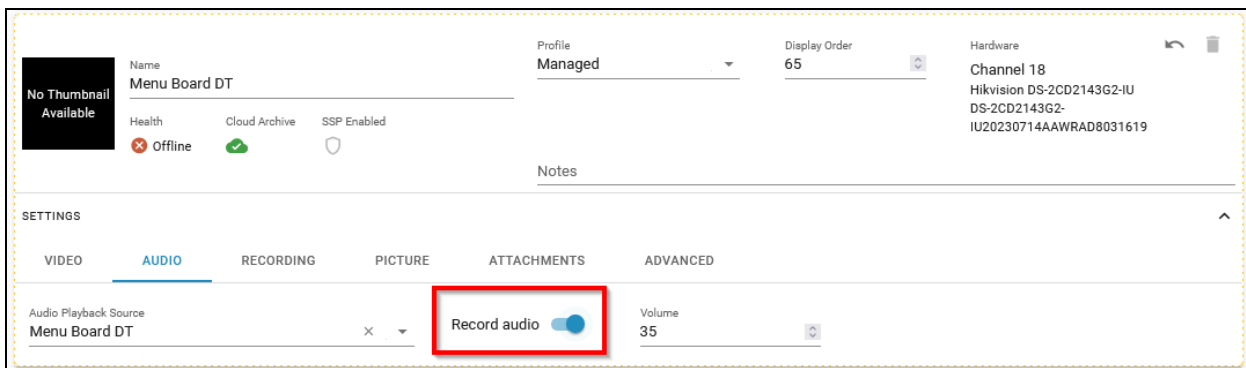 No Thumbnail
Available
Name
Menu Board DT
Health
Offline
Cloud Archive
SSP Enabled
Profile
Managed
Display Order
65
Notes
Hardware
Channel 18
Hikvision DS-2CD2143G2-IU
DS-2CD2143G2-
IU20230714AAWRAD8031619
SETTINGS
VIDEO
AUDIO
RECORDING
PICTURE
ATTACHMENTS
ADVANCED
Audio Playback Source
Menu Board DT
Record audio
Volume
35